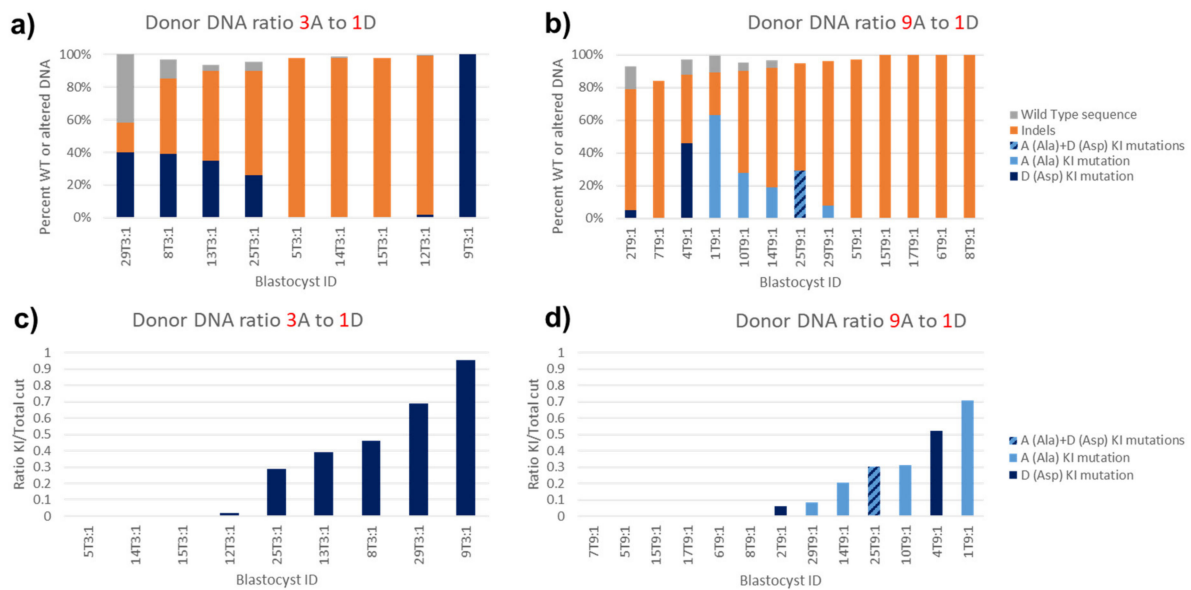 a)
Donor DNA ratio 3A to 1D
Percent WT or altered DNA
100%
80%
60%
40%
20%
0%
29T3:1
8T3:1
13T3:1
25T3:1
5T3:1
14T3:1
15T3:1
12T3:1
9T3:1
Blastocyst ID
b)
Donor DNA ratio 9A to 1D
Percent WT or altered DNA
100%
80%
60%
40%
20%
0%
2T9:1
7T9:1
4T9:1
1T9:1
10T9:1
14T9:1
25T9:1
29T9:1
5T9:1
15T9:1
17T9:1
6T9:1
8T9:1
Blastocyst ID
Wild Type sequence
Indels
A (Ala)+D (Asp) KI mutations
A (Ala) KI mutation
D (Asp) KI mutation
c)
Donor DNA ratio 3A to 1D
Ratio KI/Total cut
1
0.9
0.8
0.7
0.6
0.5
0.4
0.3
0.2
0.1
0
5T3:1
14T3:1
15T3:1
12T3:1
25T3:1
13T3:1
8T3:1
29T3:1
9T3:1
Blastocyst ID
d)
Donor DNA ratio 9A to 1D
Ratio KI/Total cut
1
0.9
0.8
0.7
0.6
0.5
0.4
0.3
0.2
0.1
0
7T9:1
5T9:1
15T9:1
17T9:1
6T9:1
8T9:1
2T9:1
29T9:1
14T9:1
25T9:1
10T9:1
4T9:1
1T9:1
Blastocyst ID
A (Ala)+D (Asp) KI mutations
A (Ala) KI mutation
D (Asp) KI mutation